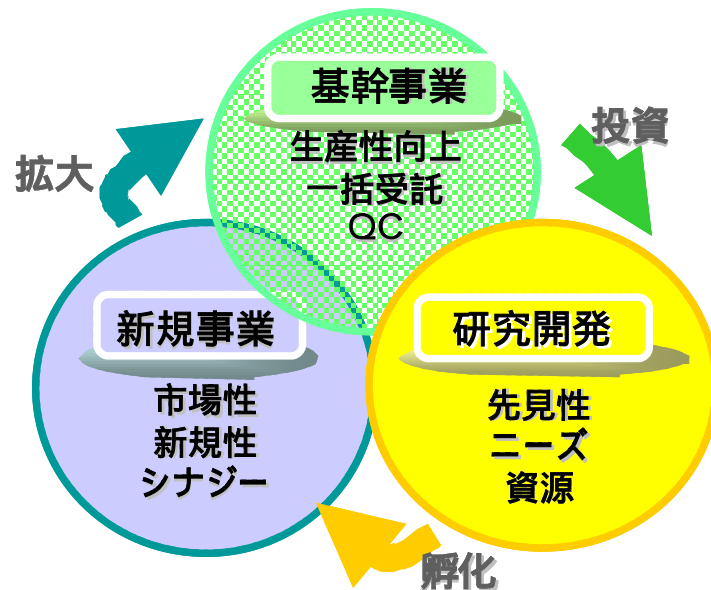 基幹事業
生産性向上
一括受託
QC
投資
拡大
新規事業
市場性
新規性
シナジー
研究開発
先見性
ニーズ
資源
孵化